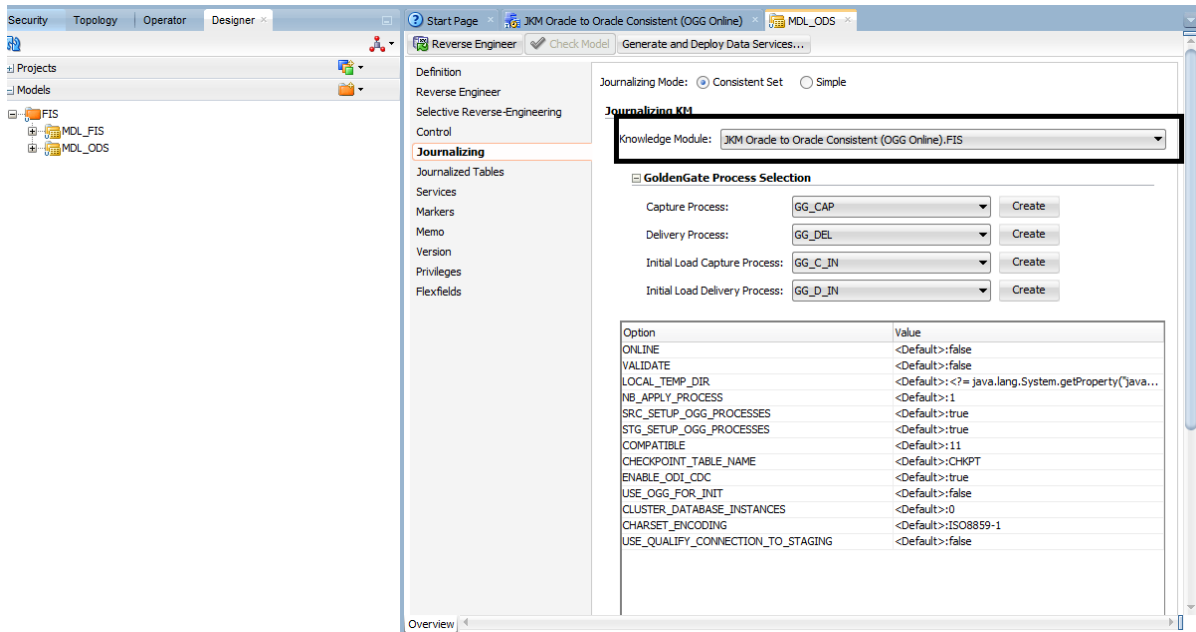 Security Topology Operator Designer
Start Page JKM Oracle to Oracle Consistent (OGG Online) MDL_ODS
Reverse Engineer Check Model Generate and Deploy Data Services...
Projects
Models
FIS
MDL_FIS
MDL_ODS
Definition
Reverse Engineer
Selective Reverse-Engineering
Control
Journalizing
Journalized Tables
Services
Markers
Memo
Version
Privileges
Flexfields
Journalizing Mode: Consistent Set Simple
Journalizing KM
Knowledge Module: JKM Oracle to Oracle Consistent (OGG Online).FIS
GoldenGate Process Selection
Capture Process: GG_CAP Create
Delivery Process: GG_DEL Create
Initial Load Capture Process: GG_C_IN Create
Initial Load Delivery Process: GG_D_IN Create
Option Value
ONLINE <Default>:false
VALIDATE <Default>:false
LOCAL_TEMP_DIR <Default>:<?= java.lang.System.getProperty("java...
NB_APPLY_PROCESS <Default>:1
SRC_SETUP_OGG_PROCESSES <Default>:true
STG_SETUP_OGG_PROCESSES <Default>:true
COMPATIBLE <Default>:11
CHECKPOINT_TABLE_NAME <Default>:CHKPT
ENABLE_ODI_CDC <Default>:true
USE_OGG_FOR_INIT <Default>:false
CLUSTER_DATABASE_INSTANCES <Default>:0
CHARSET_ENCODING <Default>:ISO8859-1
USE_QUALIFY_CONNECTION_TO_STAGING <Default>:false
Overview